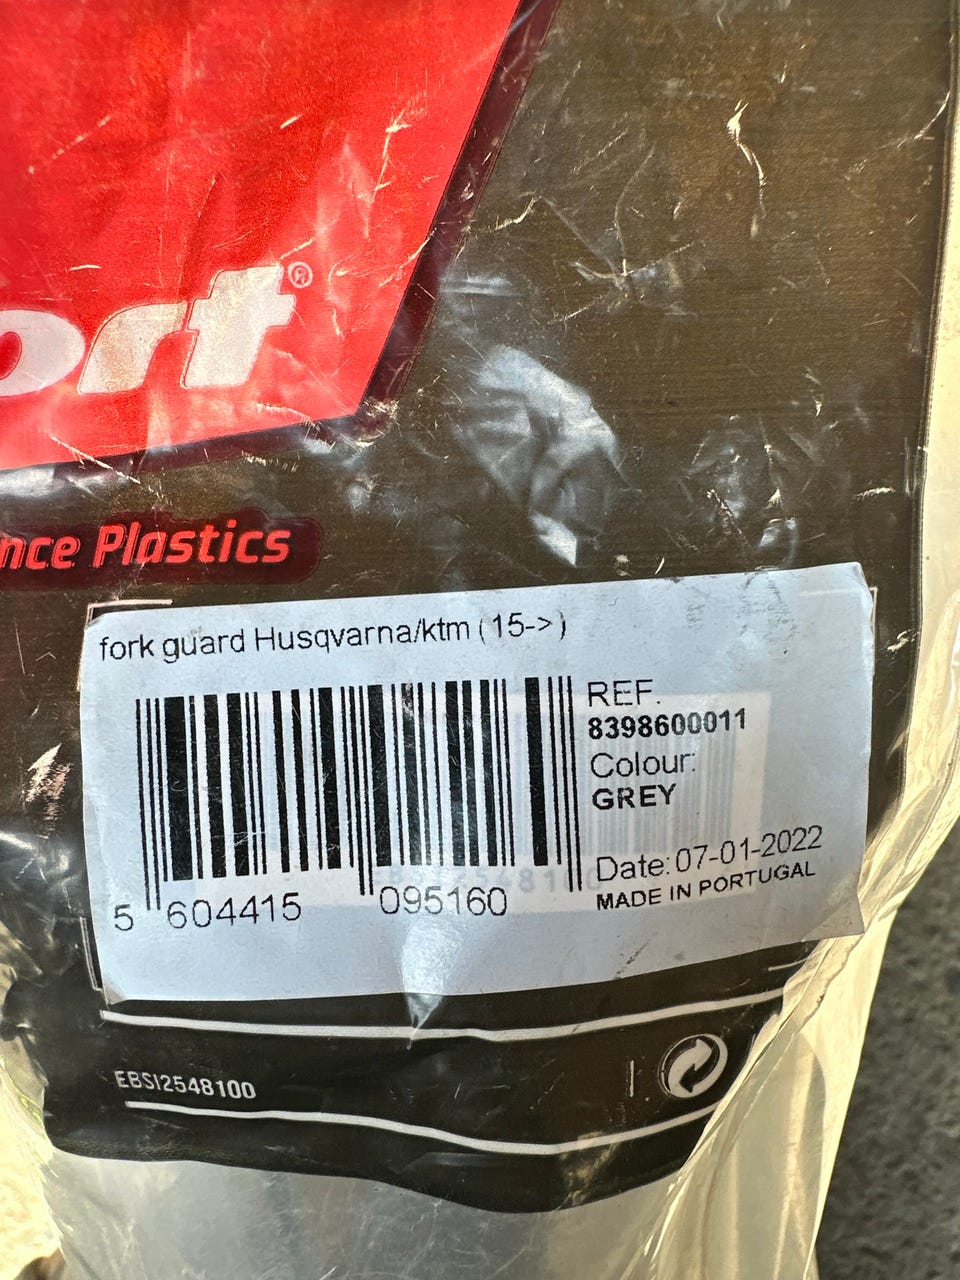 ort®
nce Plastics
fork guard Husqvarna/ktm (15->)
REF.
8398600011
Colour:
GREY
Date: 07-01-2022
MADE IN PORTUGAL
5 604415 095160
EBSI2548100